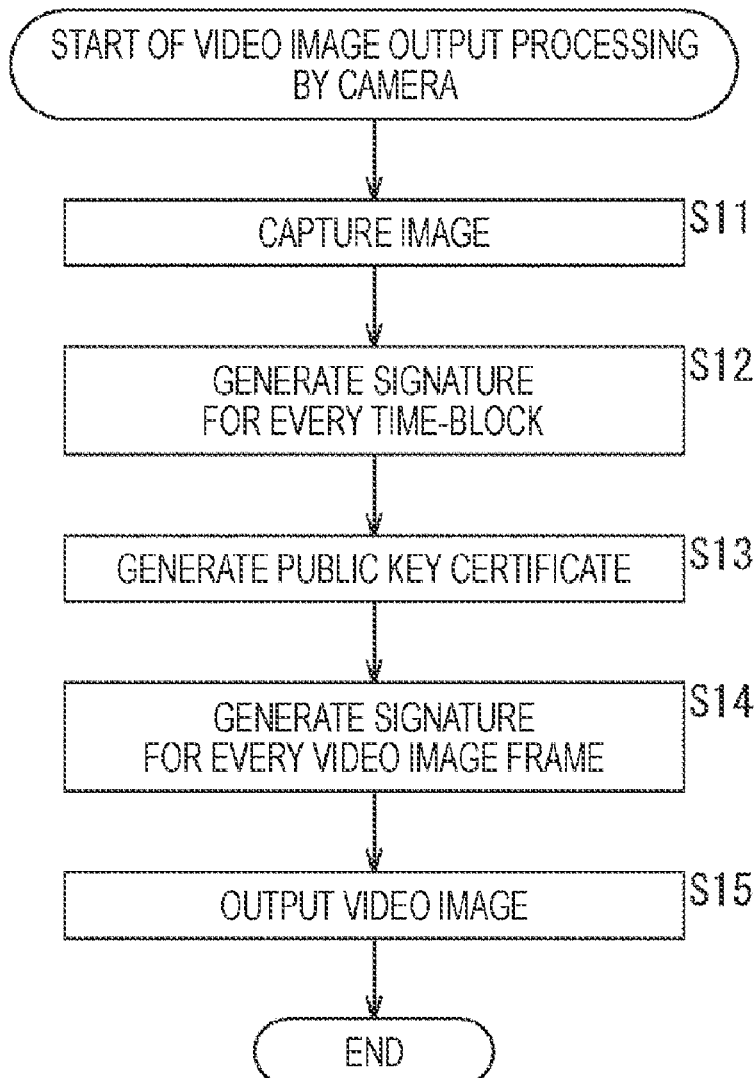 START OF VIDEO IMAGE OUTPUT PROCESSING
BY CAMERA
CAPTURE IMAGE
S11
GENERATE SIGNATURE
FOR EVERY TIME-BLOCK
S12
GENERATE PUBLIC KEY CERTIFICATE
S13
GENERATE SIGNATURE
FOR EVERY VIDEO IMAGE FRAME
S14
OUTPUT VIDEO IMAGE
S15
END